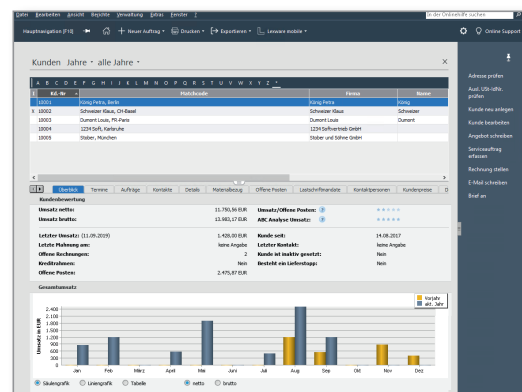 Datei Bearbeiten Ansicht Berichte Verwaltung Extras Fenster ?
In der Onlinehilfe suchen
Hauptnavigation [F10] Neuer Auftrag Drucken Exportieren Lexware mobile Online Support
Kunden Jahre alle Jahre
A B C D E F G H I J K L M N O P Q R S T U V W X Y Z *
Kd.-Nr Matchcode Firma Name
10001 König Petra, Berlin König Petra König
X 10002 Schweizer Klaus, CH-Basel Schweizer Klaus Schweizer
10003 Dumont Louis, FR-Paris Dumont Louis Dumont
10004 1234 Soft, Karlsruhe 1234 Softvertrieb GmbH
10005 Stober, München Stober und Söhne GmbH
Überblick Termine Aufträge Kontakte Details Materialbezug Offene Posten Lastschriftmandate Kontaktpersonen Kundenpreise D
Kundenbewertung
Umsatz netto: 11.750,56 EUR Umsatz/Offene Posten:
Umsatz brutto: 13.983,17 EUR ABC Analyse Umsatz:
Letzter Umsatz: (11.09.2019) 1.428,00 EUR Kunde seit: 14.08.2017
Letzte Mahnung am: keine Angabe Letzter Kontakt: keine Angabe
Offene Rechnungen: 2 Kunde ist inaktiv gesetzt: Nein
Kreditrahmen: Nein Besteht ein Lieferstopp: Nein
Offene Posten: 2.475,87 EUR
Gesamtumsatz
Vorjahr
akt. Jahr
Umsatz in EUR
2.400
2.100
1.800
1.500
1.200
900
600
300
0
Jan Feb März April Mai Juni Juli Aug Sep Okt Nov Dez
Säulengrafik Liniengrafik Tabelle netto brutto
Adresse prüfen
Ausl. USt-IdNr. prüfen
Kunde neu anlegen
Kunde bearbeiten
Angebot schreiben
Serviceauftrag erfassen
Rechnung stellen
E-Mail schreiben
Brief an